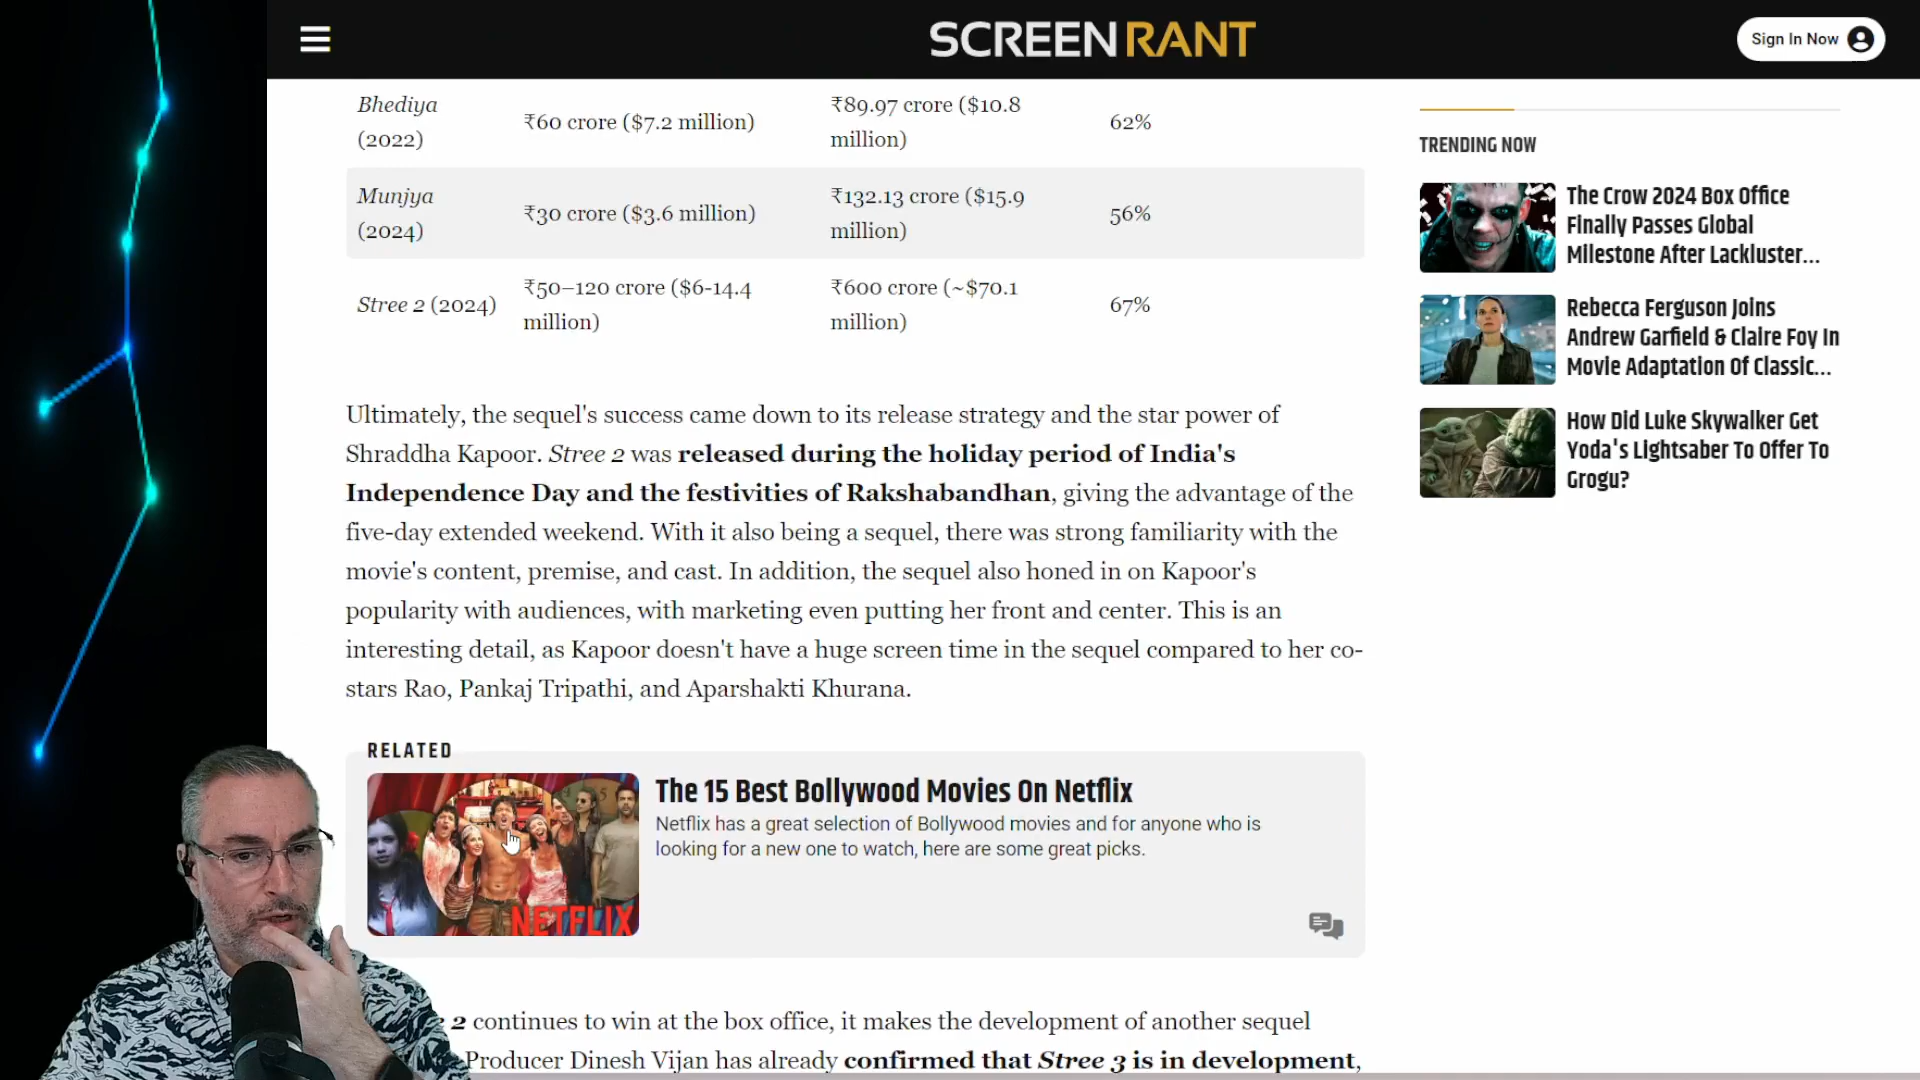 SCREENRANT
Sign In Now
Bhediya
(2022)
₹60 crore ($7.2 million)
₹89.97 crore ($10.8
million)
62%
Munjya
(2024)
₹30 crore ($3.6 million)
₹132.13 crore ($15.9
million)
56%
Stree 2 (2024)
₹50–120 crore ($6-14.4
million)
₹600 crore (~$70.1
million)
67%
Ultimately, the sequel's success came down to its release strategy and the star power of
Shraddha Kapoor. Stree 2 was released during the holiday period of India's
Independence Day and the festivities of Rakshabandhan, giving the advantage of the
five-day extended weekend. With it also being a sequel, there was strong familiarity with the
movie's content, premise, and cast. In addition, the sequel also honed in on Kapoor's
popularity with audiences, with marketing even putting her front and center. This is an
interesting detail, as Kapoor doesn't have a huge screen time in the sequel compared to her co-
stars Rao, Pankaj Tripathi, and Aparshakti Khurana.
RELATED
The 15 Best Bollywood Movies On Netflix
Netflix has a great selection of Bollywood movies and for anyone who is
looking for a new one to watch, here are some great picks.
NETFLIX
2 continues to win at the box office, it makes the development of another sequel
Producer Dinesh Vijan has already confirmed that Stree 3 is in development,
TRENDING NOW
The Crow 2024 Box Office
Finally Passes Global
Milestone After Lackluster...
Rebecca Ferguson Joins
Andrew Garfield & Claire Foy In
Movie Adaptation Of Classic...
How Did Luke Skywalker Get
Yoda's Lightsaber To Offer To
Grogu?